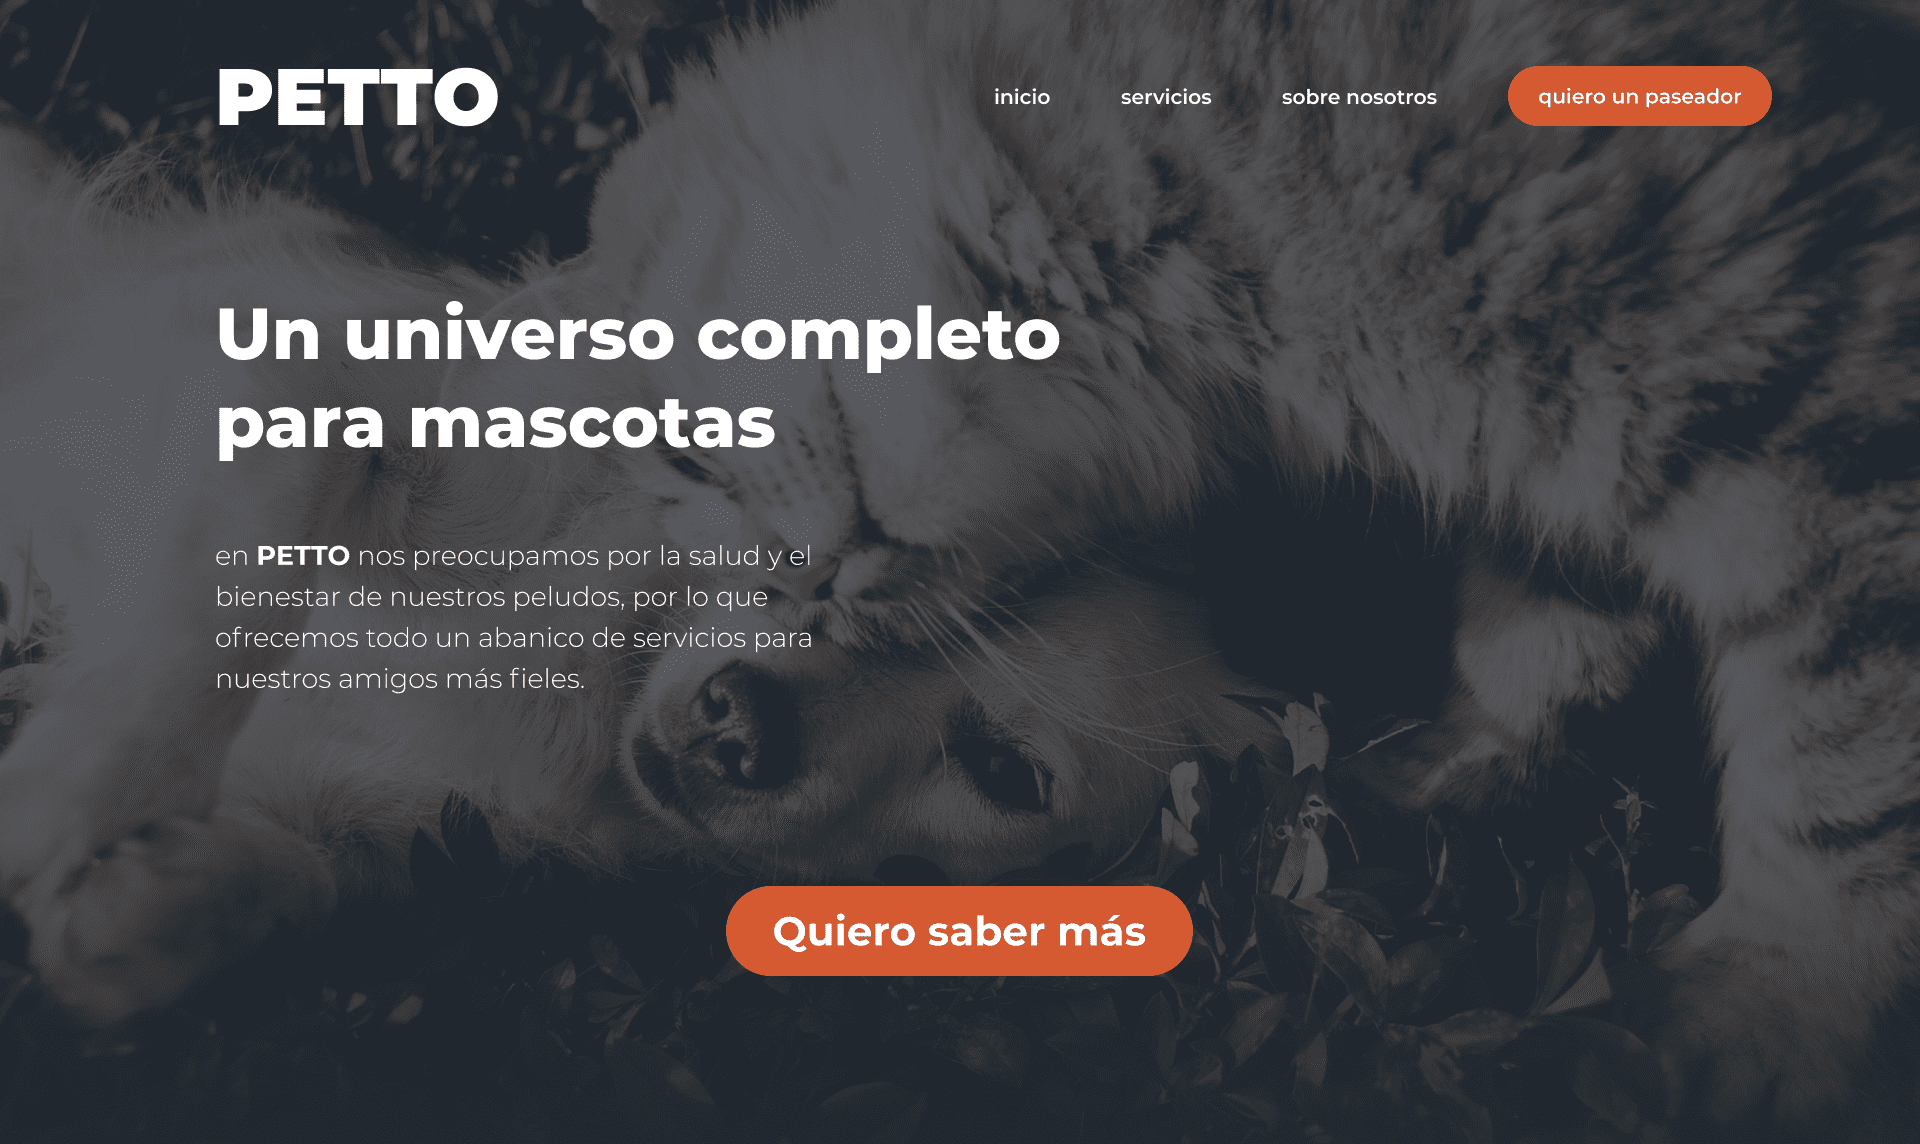 PETTO
inicio
servicios
sobre nosotros
quiero un paseador
Un universo completo
para mascotas
en PETTO nos preocupamos por la salud y el
bienestar de nuestros peludos, por lo que
ofrecemos todo un abanico de servicios para
nuestros amigos más fieles.
Quiero saber más